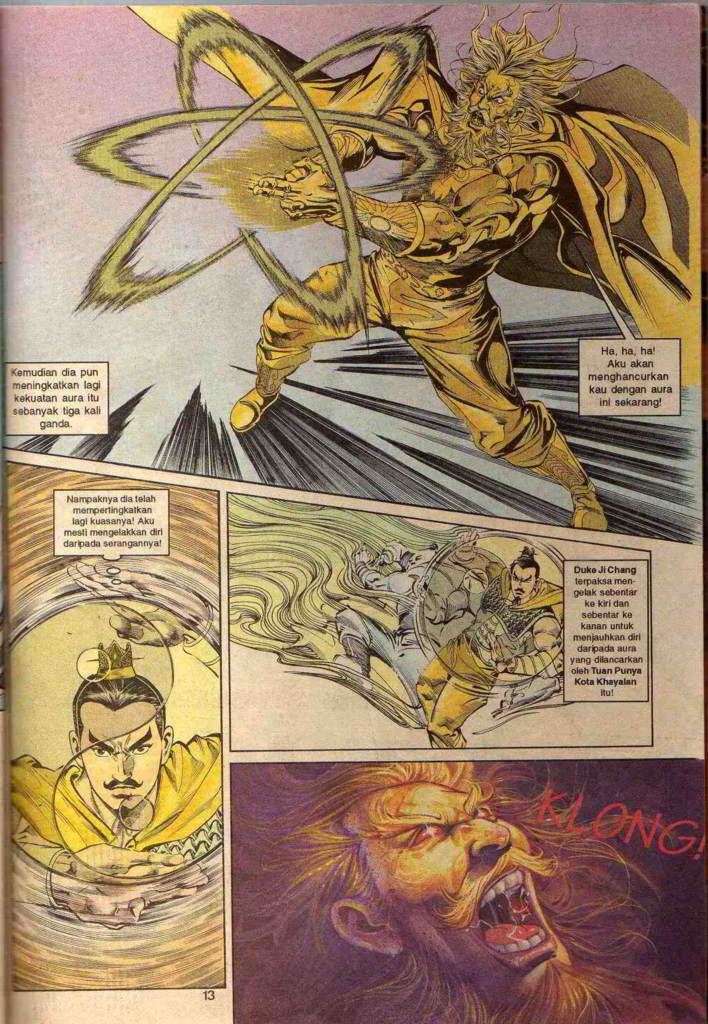 Kemudian dia pun
meningkatkan lagi
kekuatan aura itu
sebanyak tiga kali
ganda.
Ha, ha, ha!
Aku akan
menghancurkan
kau dengan aura
ini sekarang!
Nampaknya dia telah
mempertingkatkan
lagi kuasanya! Aku
mesti mengelakkan diri
daripada serangannya!
Duke Ji Chang
terpaksa men-
gelak sebentar
ke kiri dan
sebentar ke
kanan untuk
menjauhkan diri
daripada aura
yang dilancarkan
oleh Tuan Punya
Kota Khayalan
itu!
KLONG!
13